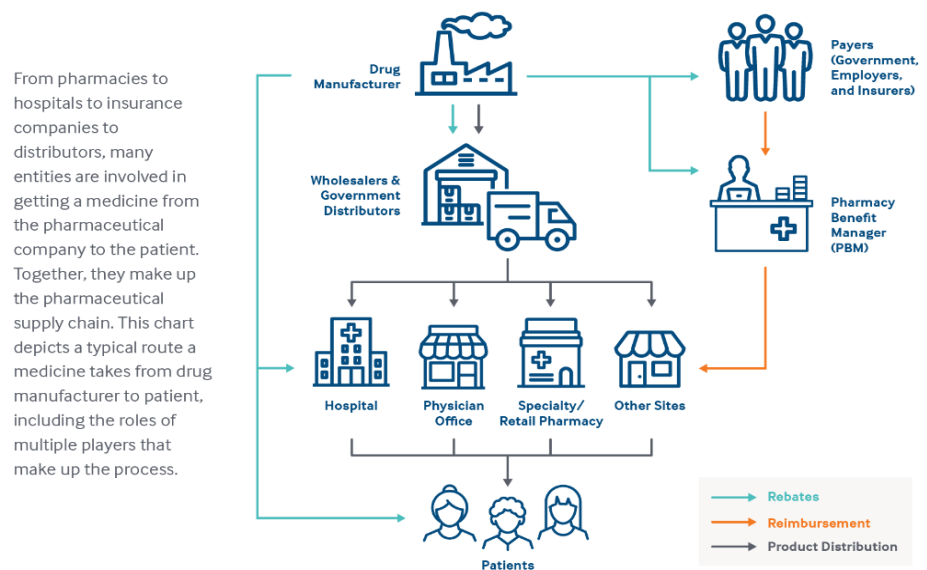 From pharmacies to
hospitals to insurance
companies to
distributors, many
entities are involved in
getting a medicine from
the pharmaceutical
company to the patient.
Together, they make up
the pharmaceutical
supply chain. This chart
depicts a typical route a
medicine takes from drug
manufacturer to patient,
including the roles of
multiple players that
make up the process.
Drug
Manufacturer
Payers
(Government,
Employers,
and Insurers)
Wholesalers &
Government
Distributors
Pharmacy
Benefit
Manager
(PBM)
Hospital
Physician
Office
Specialty/
Retail Pharmacy
Other Sites
Patients
Rebates
Reimbursement
Product Distribution